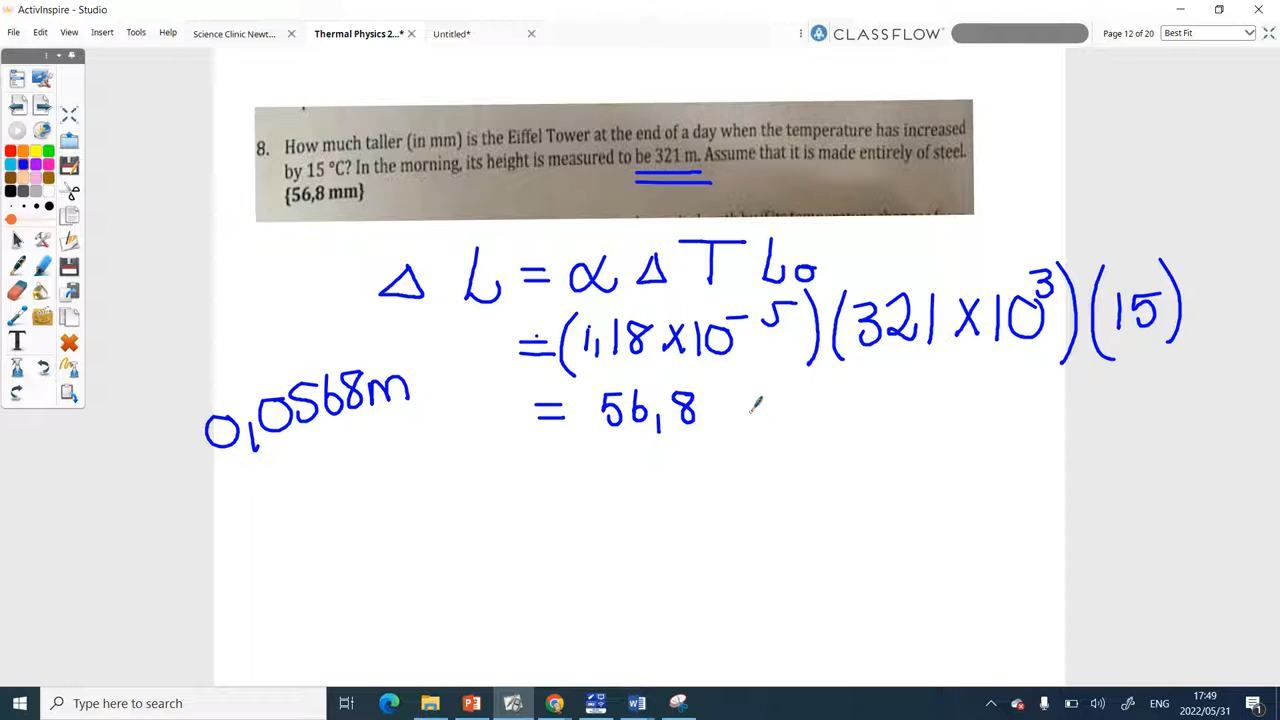 ActivInspire - Studio
File Edit View Insert Tools Help
Science Clinic Newt... Thermal Physics 2...* Untitled*
CLASSFLOW
Page 12 of 20
Best Fit
8. How much taller (in mm) is the Eiffel Tower at the end of a day when the temperature has increased
by 15 °C? In the morning, its height is measured to be 321 m. Assume that it is made entirely of steel.
{56,8 mm}
Δ L = α Δ T L₀
= (1,18 × 10⁻⁵) (321 × 10³) (15)
0,0568m
= 56,8
Type here to search
ENG
17:49
2022/05/31
1